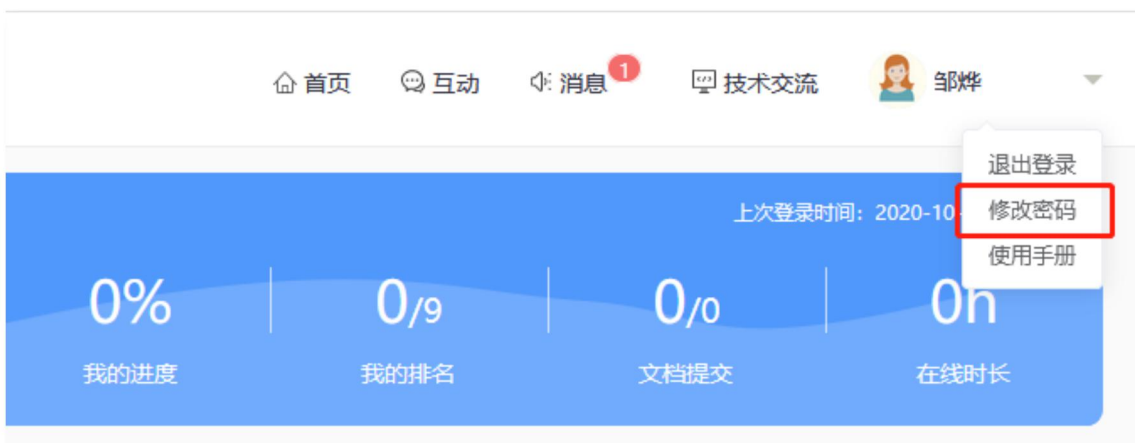 首页 互动 消息 1 技术交流 邹烨
退出登录
上次登录时间：2020-10 修改密码
使用手册
0% 0/9 0/0 0h
我的进度 我的排名 文档提交 在线时长